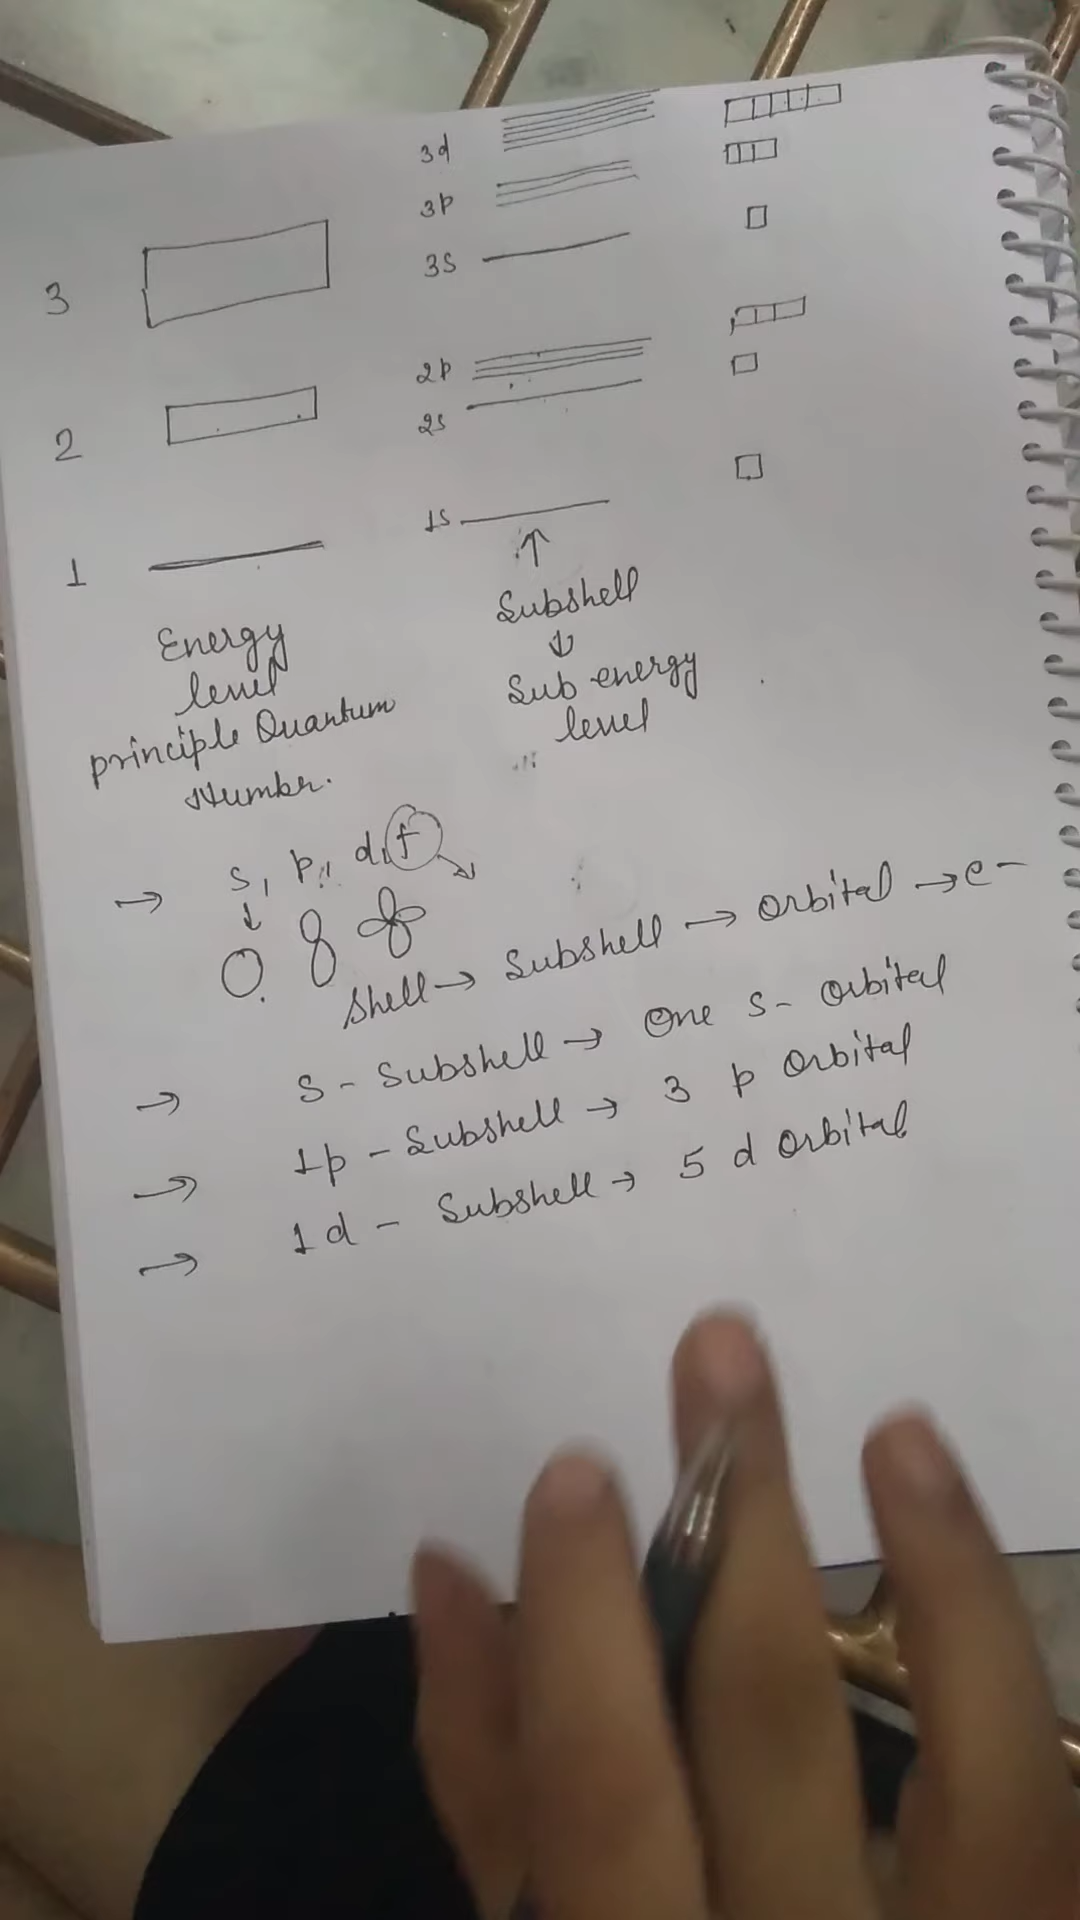 3d
3p
3s
3
2p
2s
2
1s
1
Subshell
Energy level
Sub energy level
principle Quantum Number.
→ s, p, d, f
Shell → Subshell → Orbital → e-
→ s - Subshell → One s - Orbital
→ 1p - Subshell → 3 p Orbital
→ 1d - Subshell → 5 d Orbital